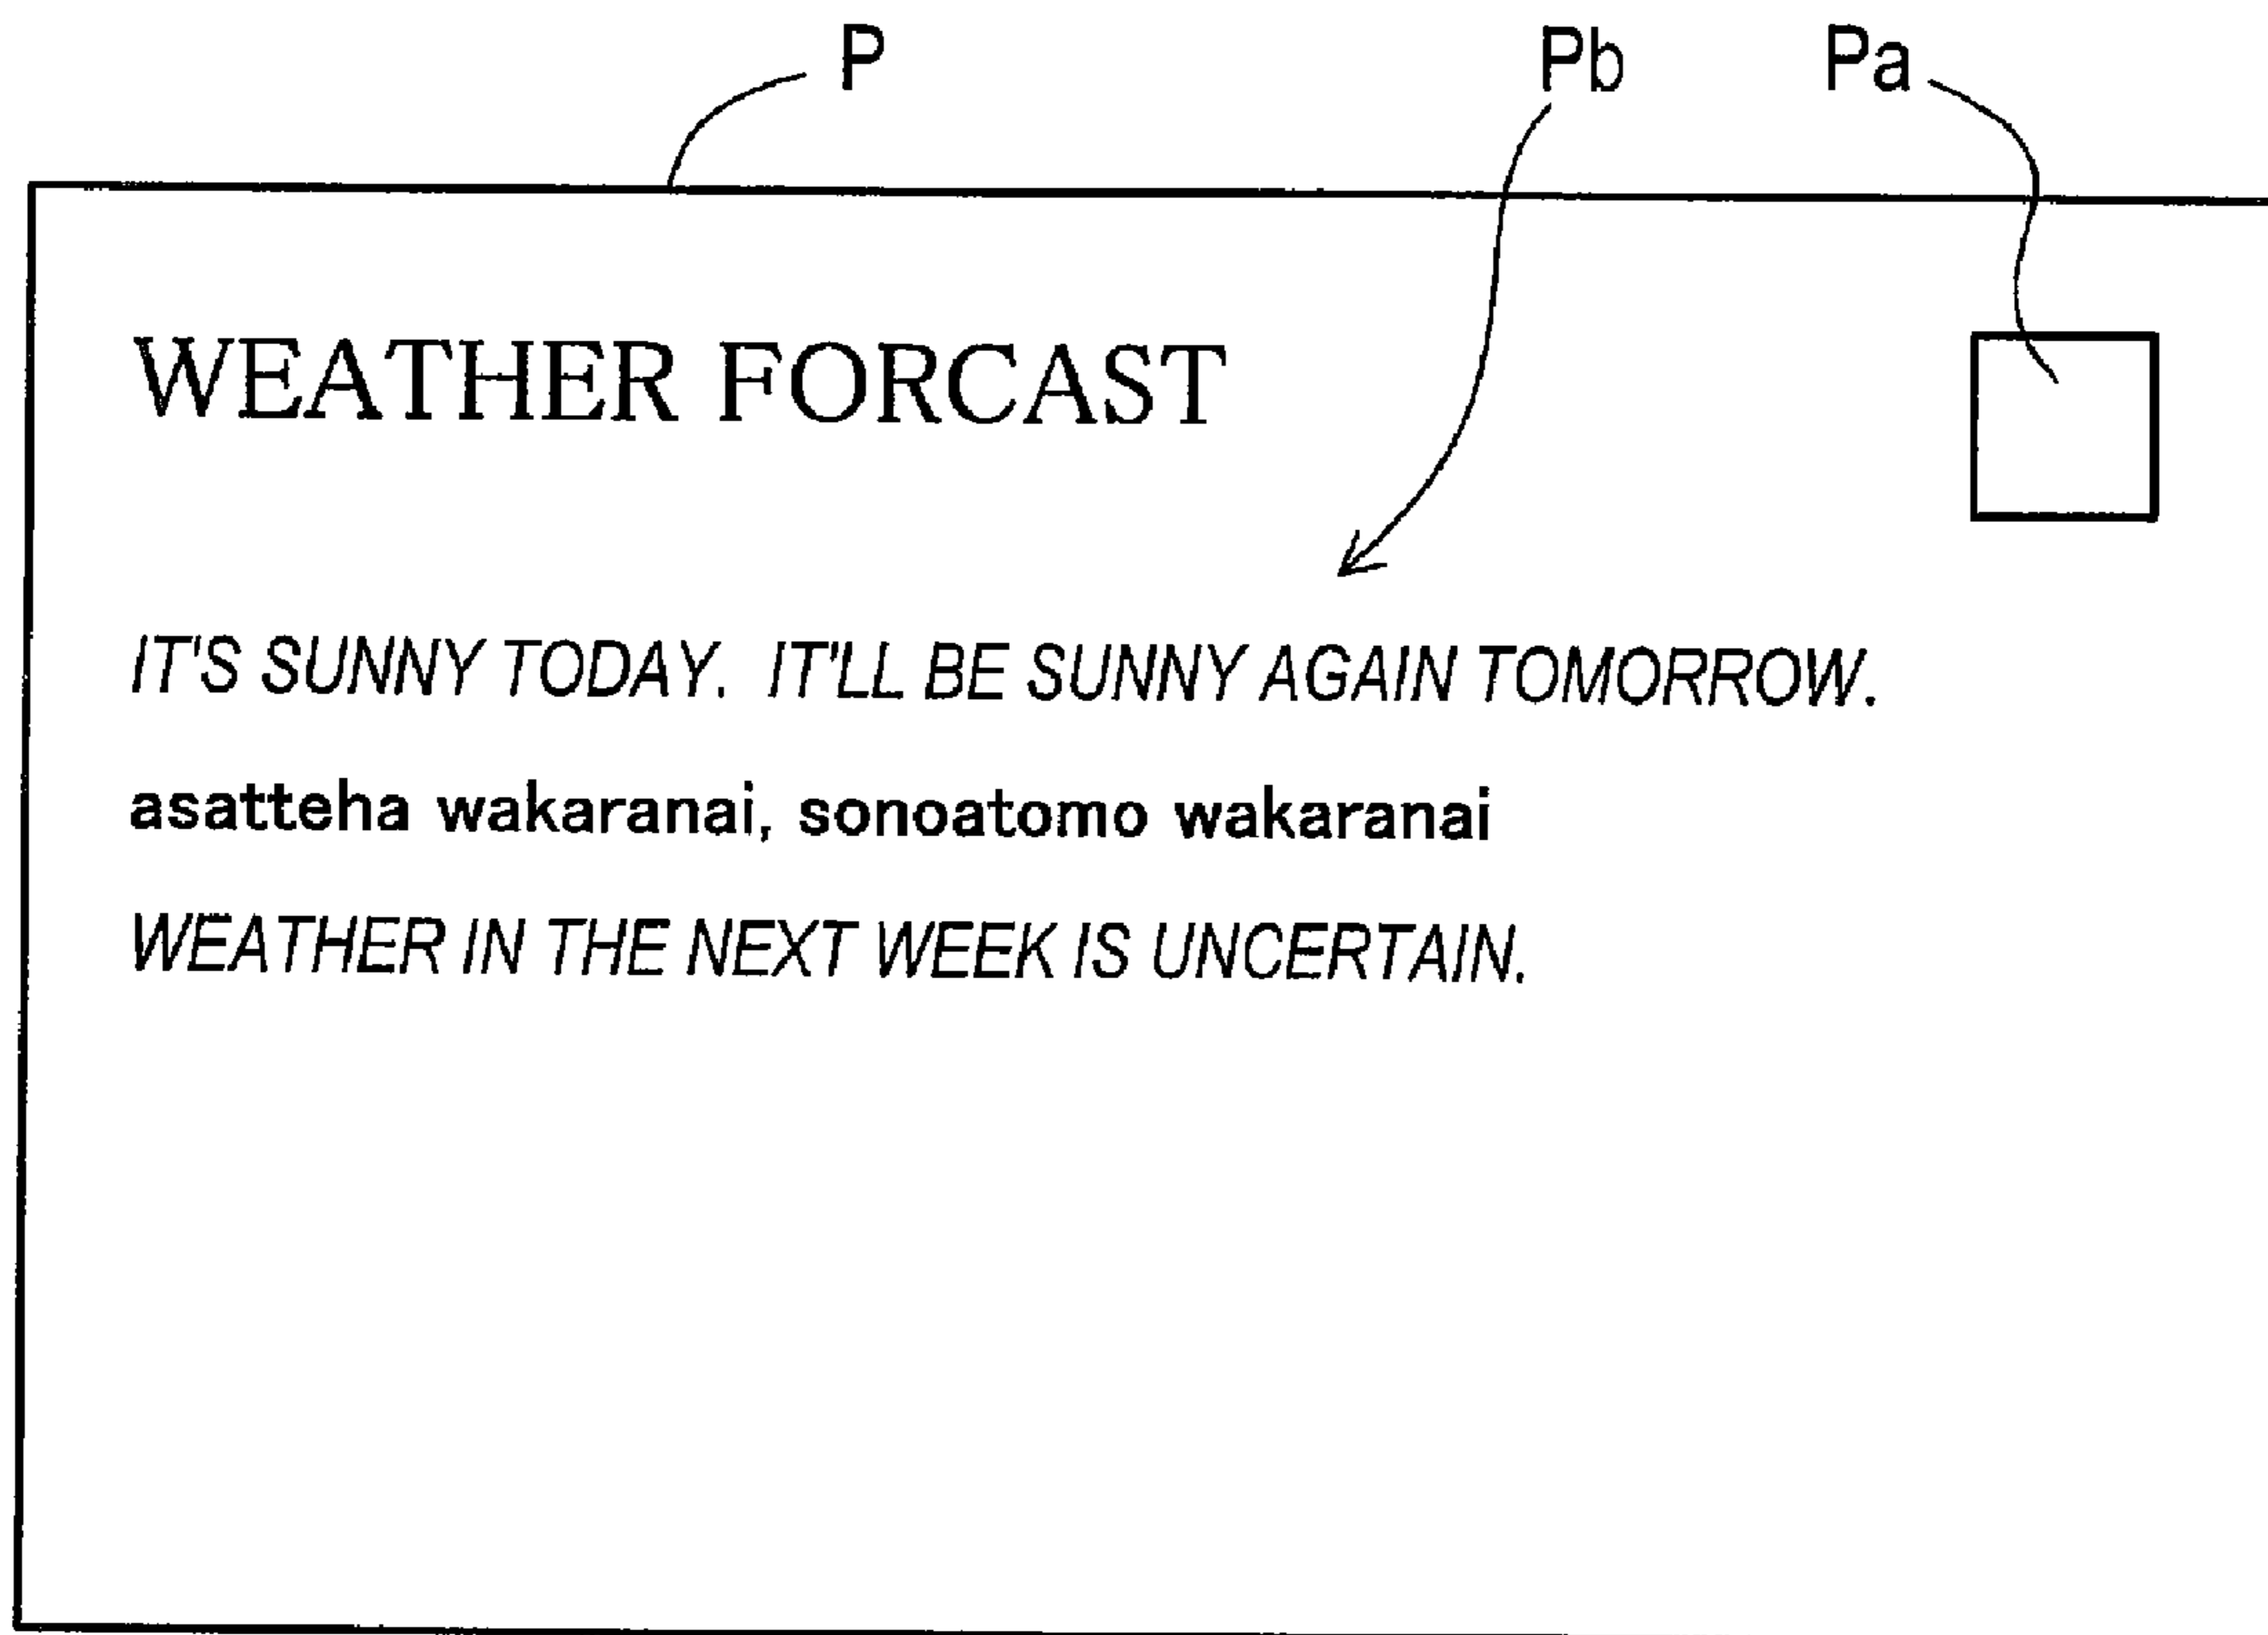 P Pb Pa
WEATHER FORCAST
IT'S SUNNY TODAY. IT'LL BE SUNNY AGAIN TOMORROW.
asatteha wakaranai, sonoatomo wakaranai
WEATHER IN THE NEXT WEEK IS UNCERTAIN.